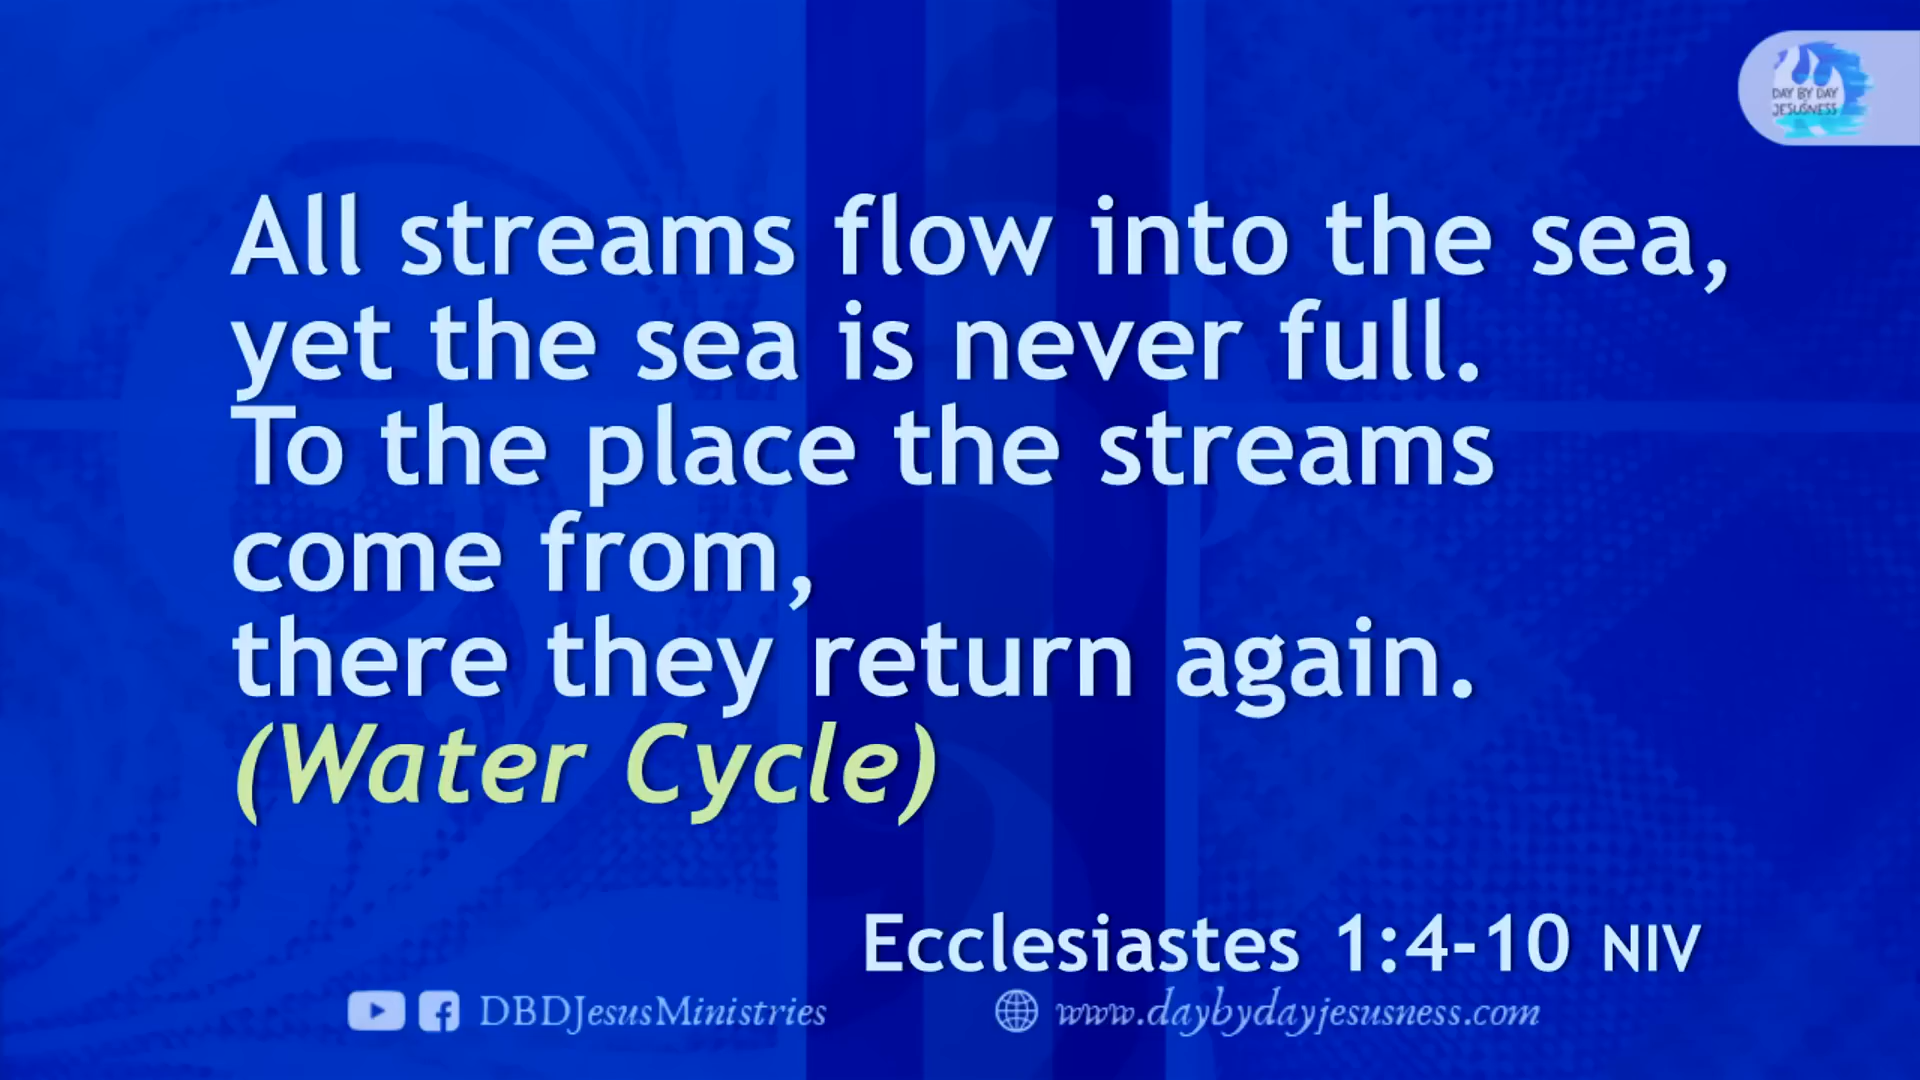 DAY BY DAY
JESUSNESS
All streams flow into the sea,
yet the sea is never full.
To the place the streams
come from,
there they return again.
(Water Cycle)
Ecclesiastes 1:4-10 NIV
DBDJesusMinistries
www.daybydayjesusness.com